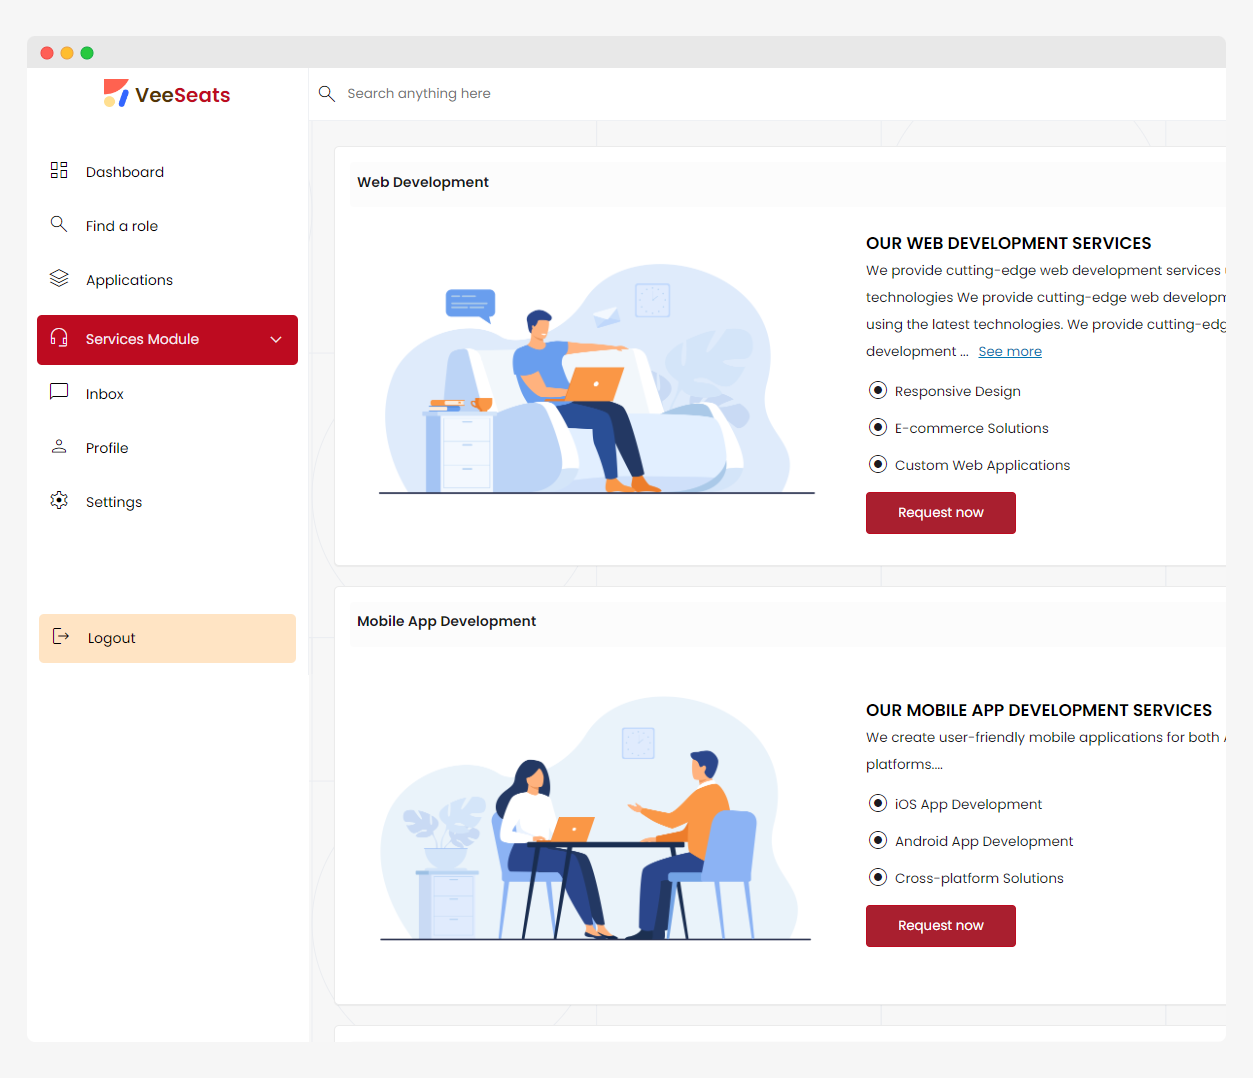 VeeSeats
Search anything here
Dashboard
Find a role
Applications
Services Module
Inbox
Profile
Settings
Logout
Web Development
OUR WEB DEVELOPMENT SERVICES
We provide cutting-edge web development services
technologies We provide cutting-edge web developm
using the latest technologies. We provide cutting-edg
development ... See more
Responsive Design
E-commerce Solutions
Custom Web Applications
Request now
Mobile App Development
OUR MOBILE APP DEVELOPMENT SERVICES
We create user-friendly mobile applications for both
platforms....
iOS App Development
Android App Development
Cross-platform Solutions
Request now